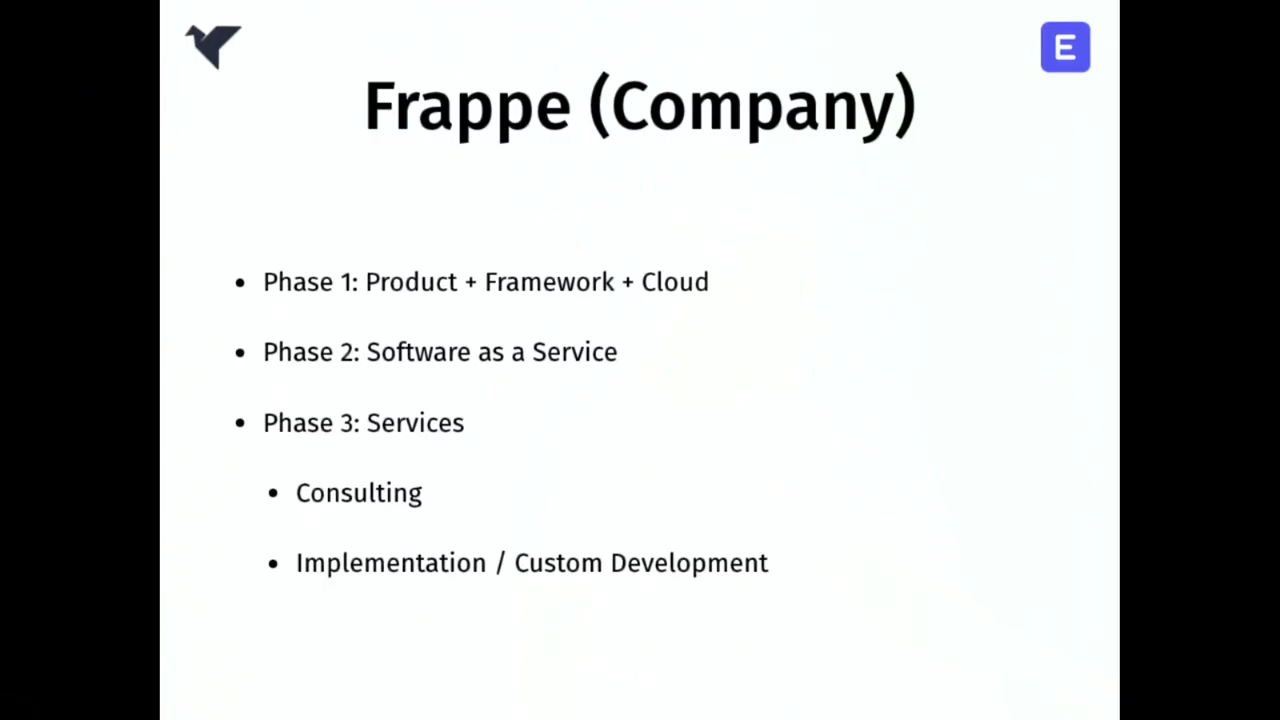 E
Frappe (Company)
• Phase 1: Product + Framework + Cloud
• Phase 2: Software as a Service
• Phase 3: Services
• Consulting
• Implementation / Custom Development